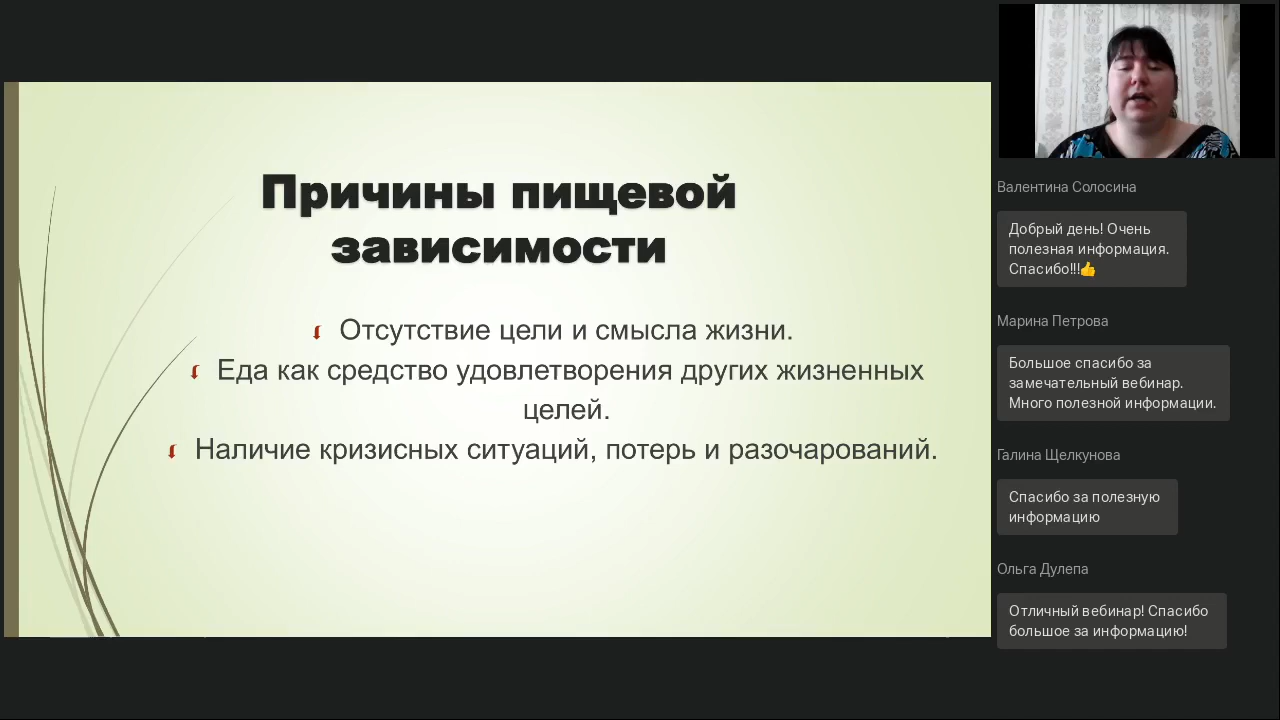 Причины пищевой
зависимости
Отсутствие цели и смысла жизни.
Еда как средство удовлетворения других жизненных
целей.
Наличие кризисных ситуаций, потерь и разочарований.
Валентина Солосина
Добрый день! Очень
полезная информация.
Спасибо!!!👍
Марина Петрова
Большое спасибо за
замечательный вебинар.
Много полезной информации.
Галина Щелкунова
Спасибо за полезную
информацию
Ольга Дулепа
Отличный вебинар! Спасибо
большое за информацию!